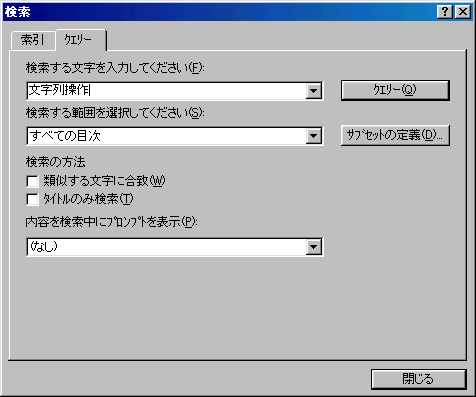 検索
索引
ｸｴﾘｰ
検索する文字を入力してください(F):
文字列操作
ｸｴﾘｰ(Q)
検索する範囲を選択してください(S):
すべての目次
ｻﾌﾞｾｯﾄの定義(D)...
検索の方法
類似する文字に合致(W)
ﾀｲﾄﾙのみ検索(T)
内容を検索中にﾌﾟﾛﾝﾌﾟﾄを表示(P):
(なし)
閉じる